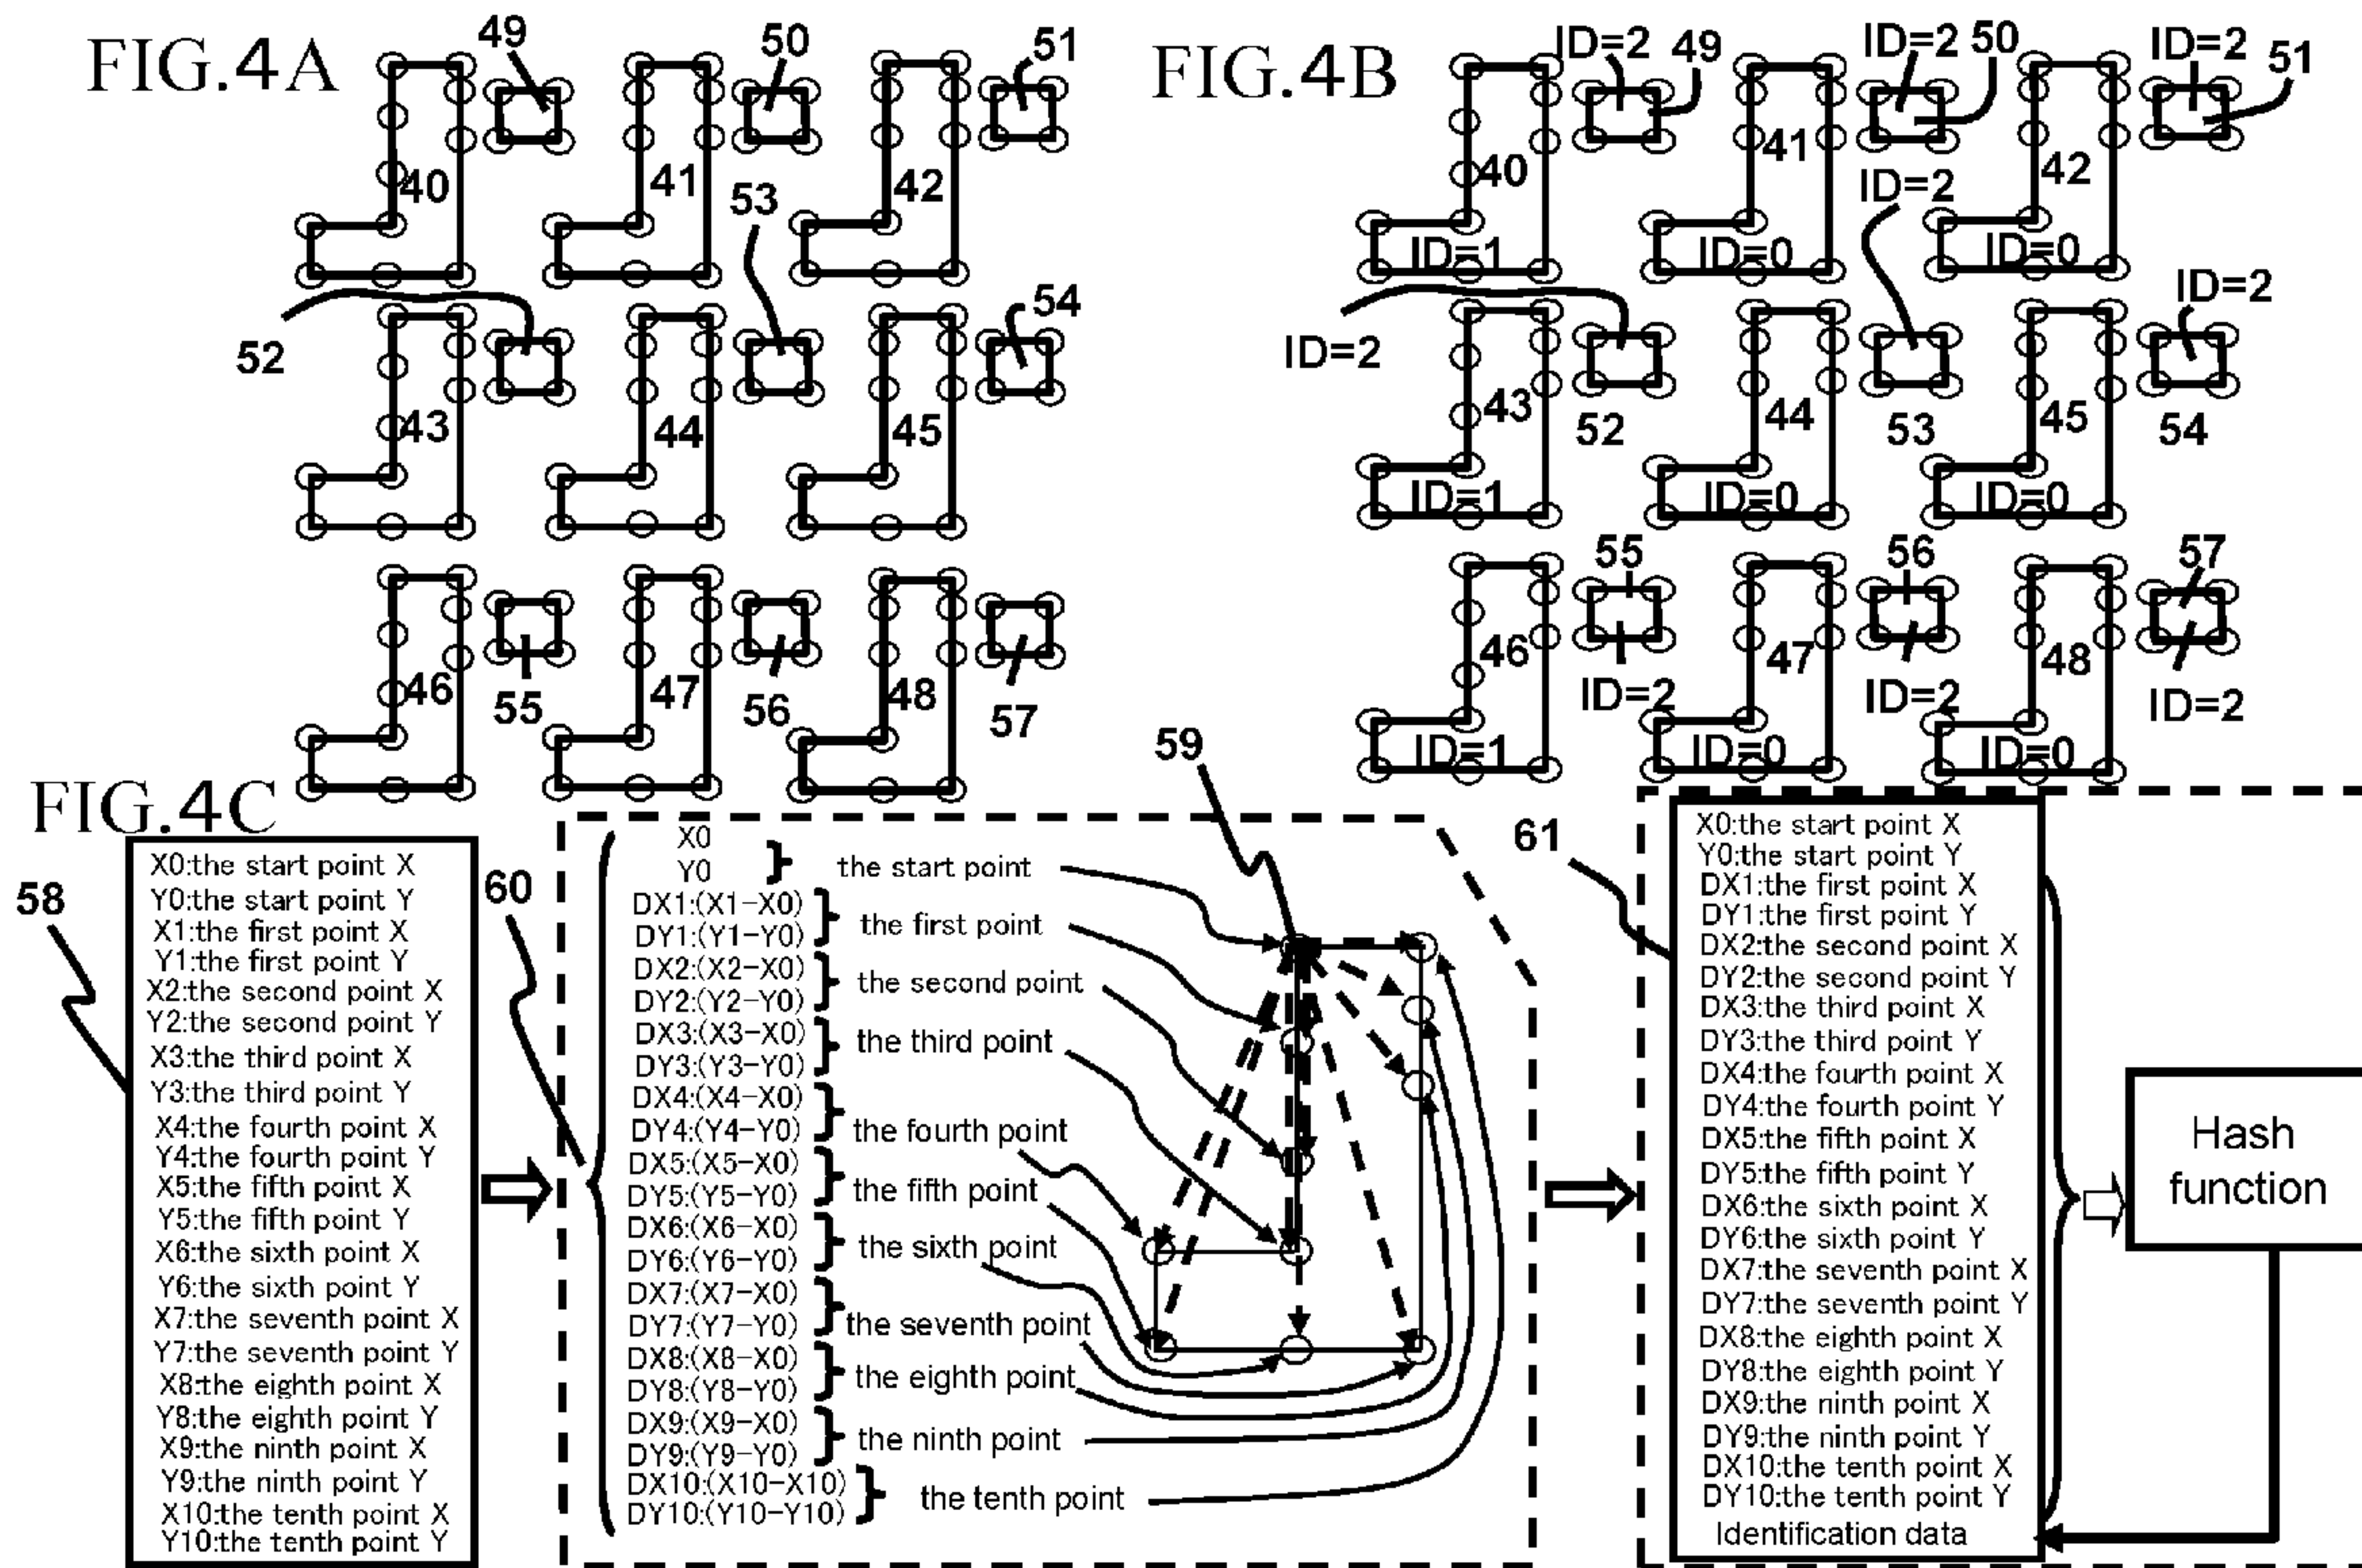 FIG.4A
49
50
51
40
41
42
53
52
54
43
44
45
46
47
48
55
56
57
FIG.4B
ID=2
49
ID=2
50
ID=2
51
40
41
42
ID=2
ID=1
ID=0
ID=0
ID=2
ID=2
43
44
45
52
53
54
ID=1
ID=0
ID=0
55
56
57
46
47
48
ID=2
ID=2
ID=2
ID=1
ID=0
ID=0
FIG.4C
58
X0:the start point X
Y0:the start point Y
X1:the first point X
Y1:the first point Y
X2:the second point X
Y2:the second point Y
X3:the third point X
Y3:the third point Y
X4:the fourth point X
Y4:the fourth point Y
X5:the fifth point X
Y5:the fifth point Y
X6:the sixth point X
Y6:the sixth point Y
X7:the seventh point X
Y7:the seventh point Y
X8:the eighth point X
Y8:the eighth point Y
X9:the ninth point X
Y9:the ninth point Y
X10:the tenth point X
Y10:the tenth point Y
60
59
X0
Y0
the start point
DX1:(X1-X0)
DY1:(Y1-Y0)
the first point
DX2:(X2-X0)
DY2:(Y2-Y0)
the second point
DX3:(X3-X0)
DY3:(Y3-Y0)
the third point
DX4:(X4-X0)
DY4:(Y4-Y0)
the fourth point
DX5:(X5-X0)
DY5:(Y5-Y0)
the fifth point
DX6:(X6-X0)
DY6:(Y6-Y0)
the sixth point
DX7:(X7-X0)
DY7:(Y7-Y0)
the seventh point
DX8:(X8-X0)
DY8:(Y8-Y0)
the eighth point
DX9:(X9-X0)
DY9:(Y9-Y0)
the ninth point
DX10:(X10-X10)
DY10:(Y10-Y10)
the tenth point
61
X0:the start point X
Y0:the start point Y
DX1:the first point X
DY1:the first point Y
DX2:the second point X
DY2:the second point Y
DX3:the third point X
DY3:the third point Y
DX4:the fourth point X
DY4:the fourth point Y
DX5:the fifth point X
DY5:the fifth point Y
DX6:the sixth point X
DY6:the sixth point Y
DX7:the seventh point X
DY7:the seventh point Y
DX8:the eighth point X
DY8:the eighth point Y
DX9:the ninth point X
DY9:the ninth point Y
DX10:the tenth point X
DY10:the tenth point Y
Identification data
Hash
function